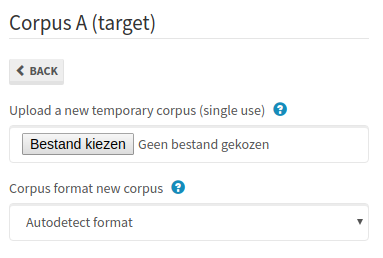 Corpus A (target)
BACK
Upload a new temporary corpus (single use) ?
Bestand kiezen Geen bestand gekozen
Corpus format new corpus ?
Autodetect format